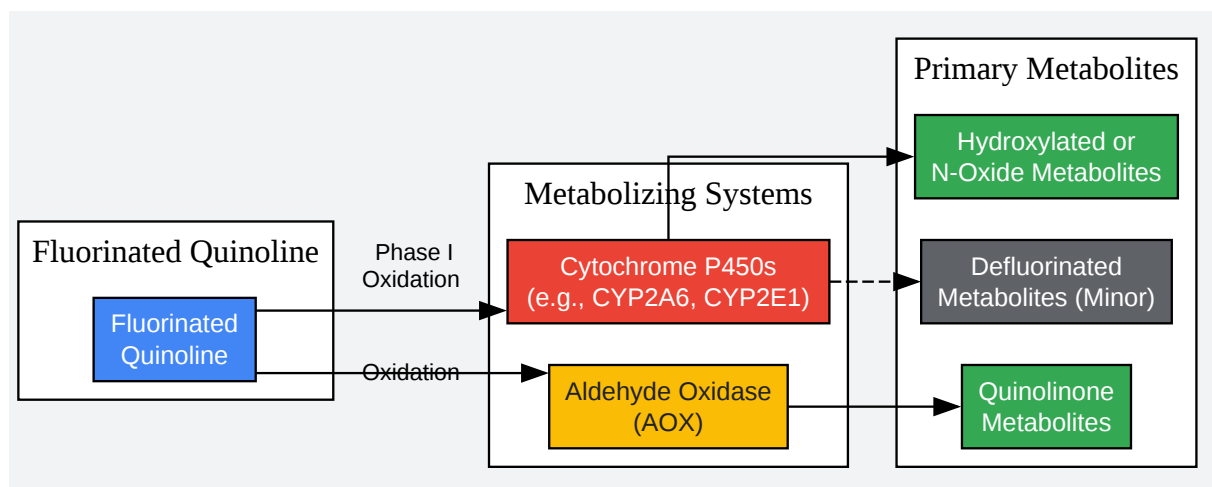 Fluorinated Quinoline
Fluorinated
Quinoline
Phase I
Oxidation
Oxidation
Metabolizing Systems
Cytochrome P450s
(e.g., CYP2A6, CYP2E1)
Aldehyde Oxidase
(AOX)
Primary Metabolites
Hydroxylated or
N-Oxide Metabolites
Defluorinated
Metabolites (Minor)
Quinolinone
Metabolites